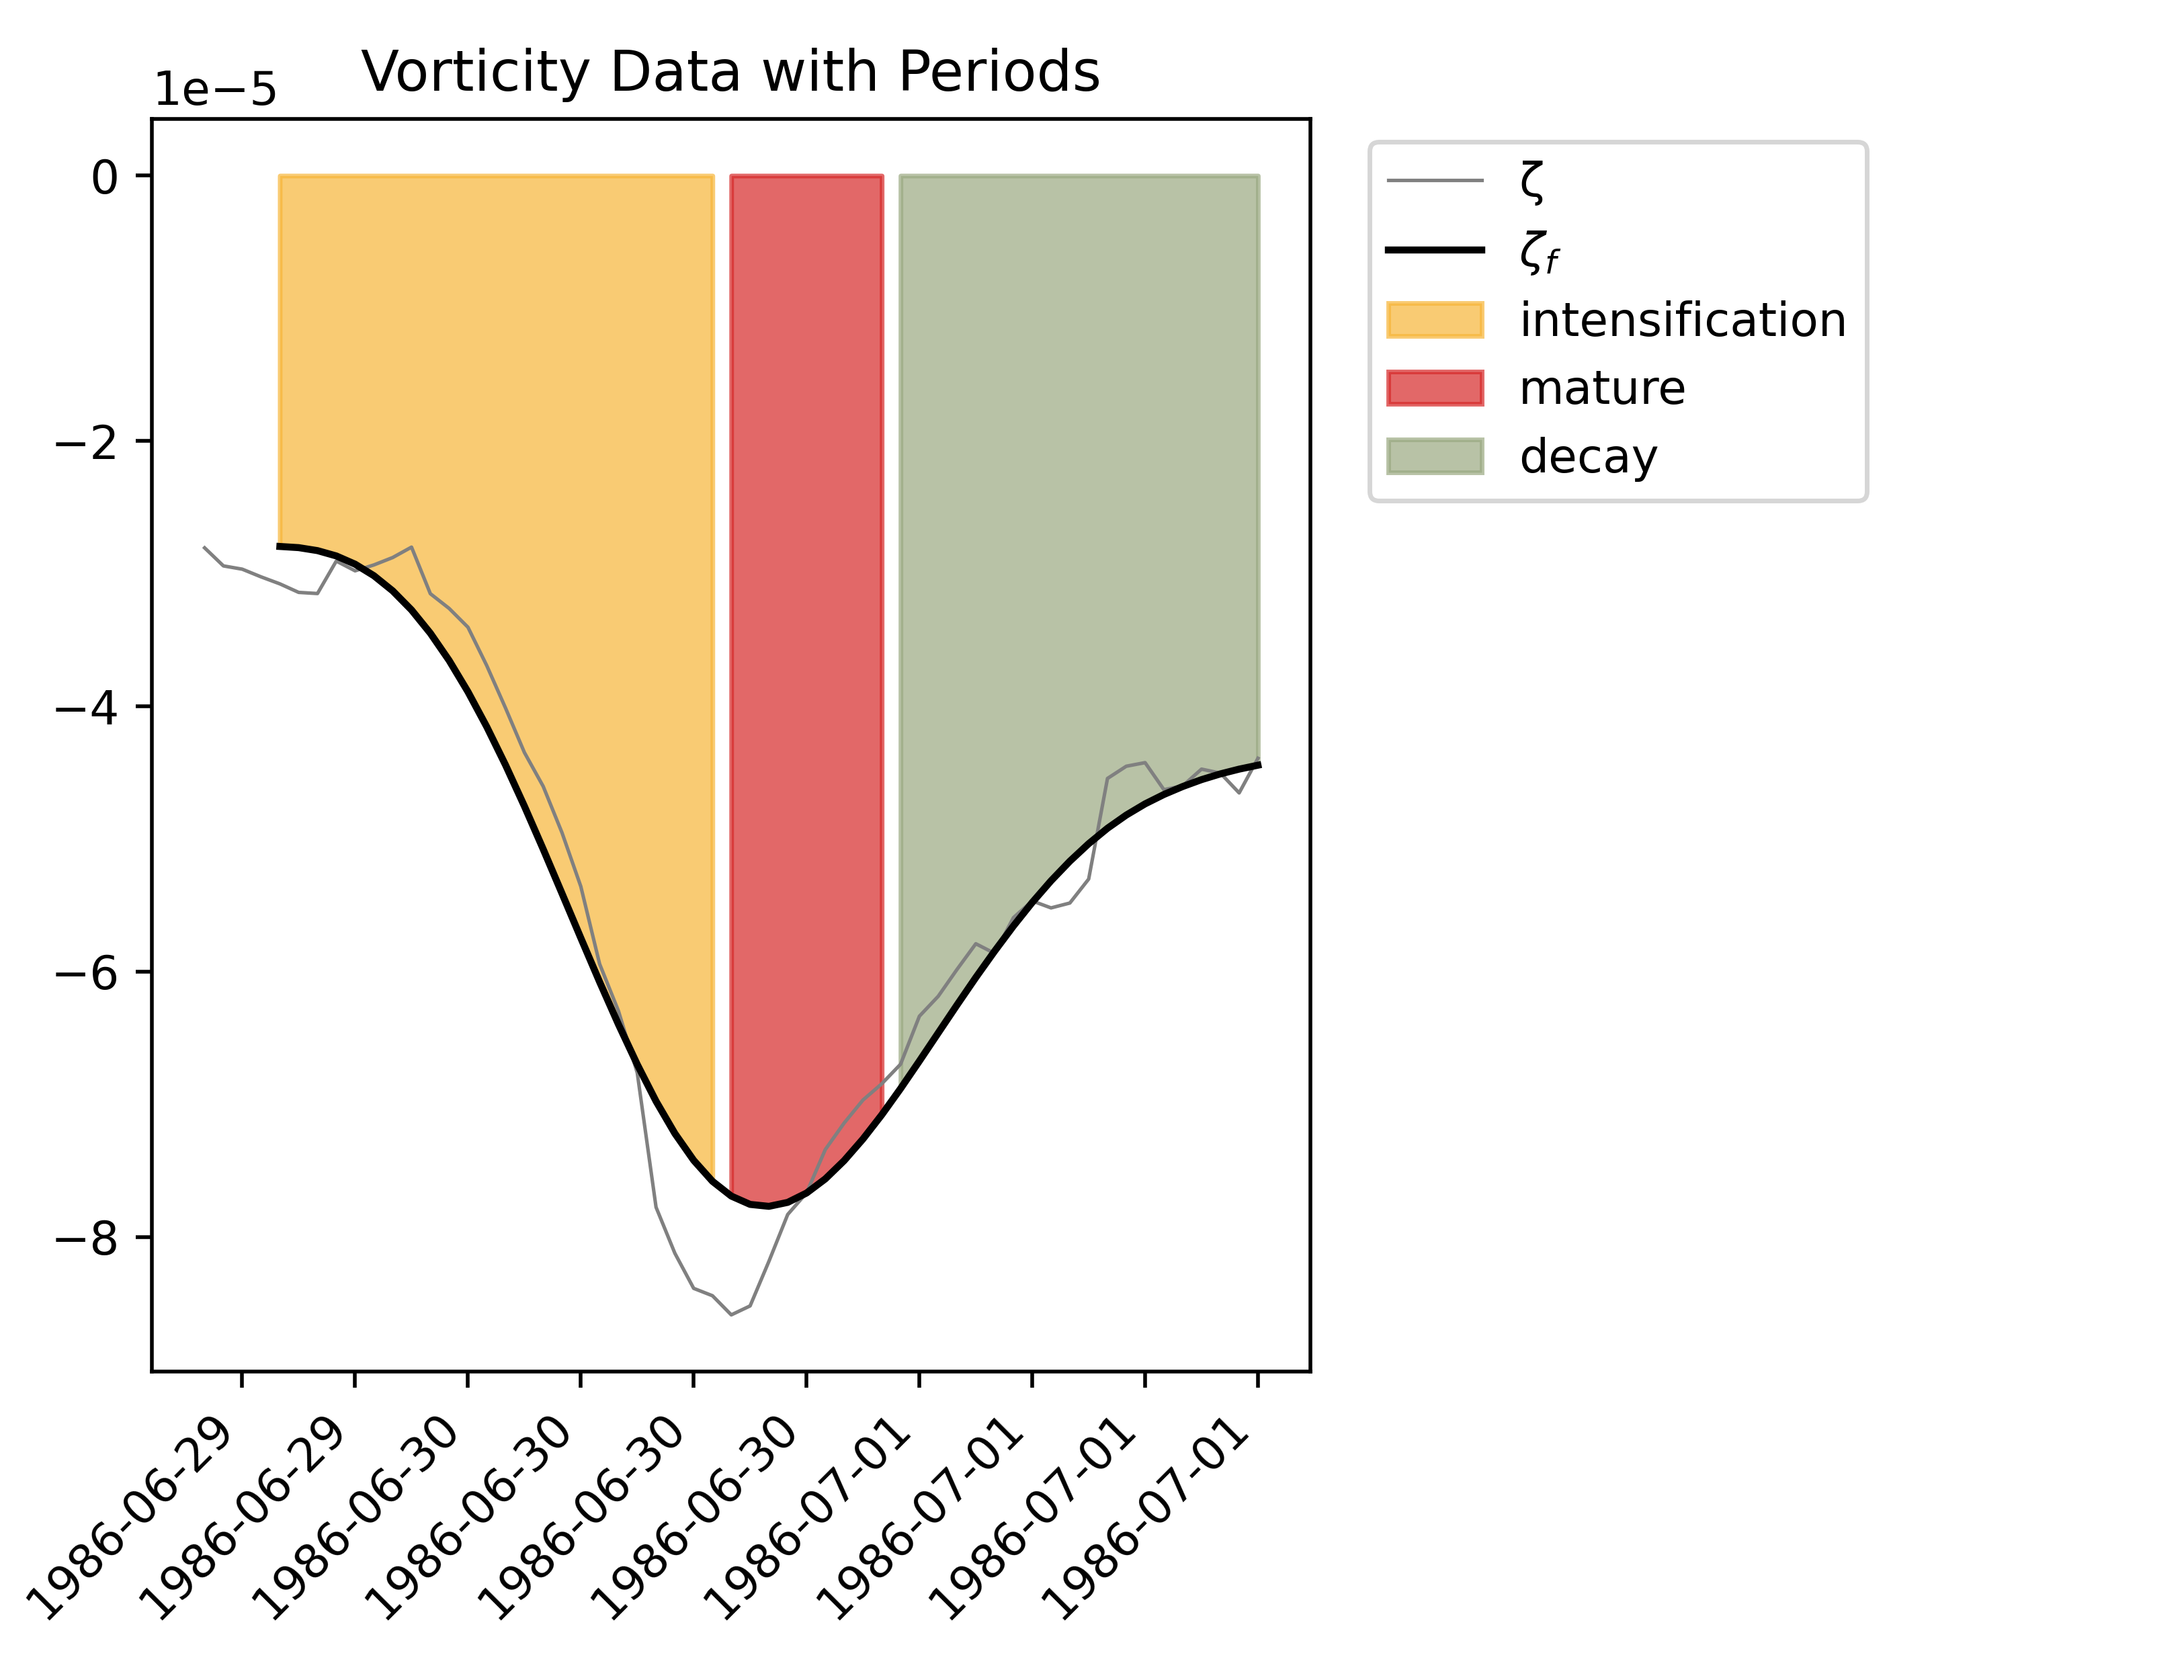 Vorticity Data with Periods
1e−5
0
−2
−4
−6
−8
1986-06-29
1986-06-29
1986-06-30
1986-06-30
1986-06-30
1986-06-30
1986-07-01
1986-07-01
1986-07-01
1986-07-01
ζ
ζf
intensification
mature
decay